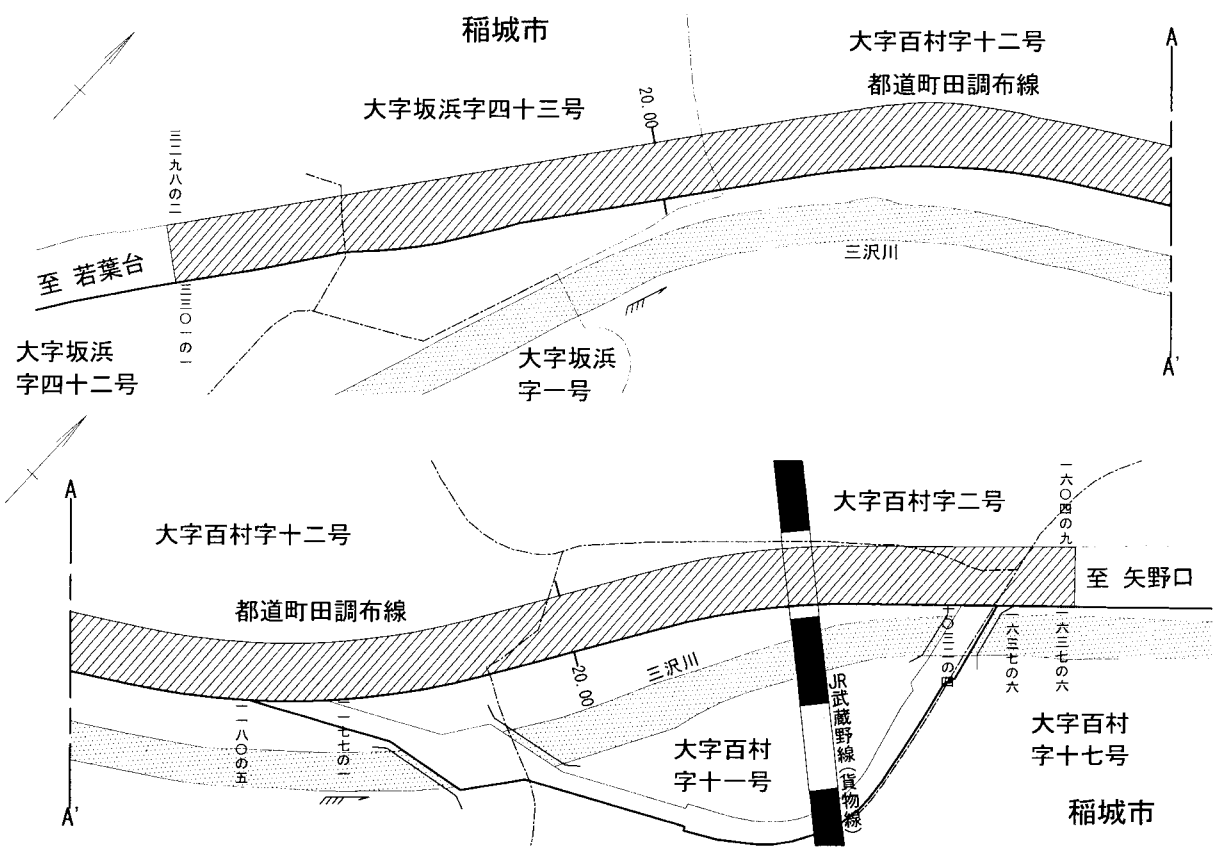 稲城市
大字百村字十二号
都道町田調布線
大字坂浜字四十三号
20.00
A
三二九八の二
至 若葉台
三三〇一の一
三沢川
大字坂浜
字四十二号
大字坂浜
字一号
A'
A
大字百村字十二号
大字百村字二号
一六〇四の九
至 矢野口
都道町田調布線
三沢川
20.00
一〇三二の四
一六三七の六
一六三七の六
一一八〇の五
一一七七の一
JR武蔵野線(貨物線)
大字百村
字十一号
大字百村
字十七号
A'
稲城市